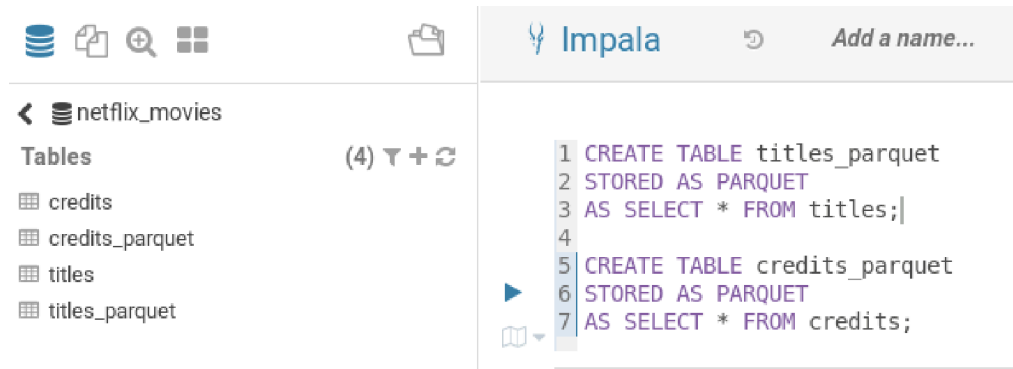 netflix_movies
Tables (4)
credits
credits_parquet
titles
titles_parquet
Impala Add a name...
1 CREATE TABLE titles_parquet
2 STORED AS PARQUET
3 AS SELECT * FROM titles;
4
5 CREATE TABLE credits_parquet
6 STORED AS PARQUET
7 AS SELECT * FROM credits;